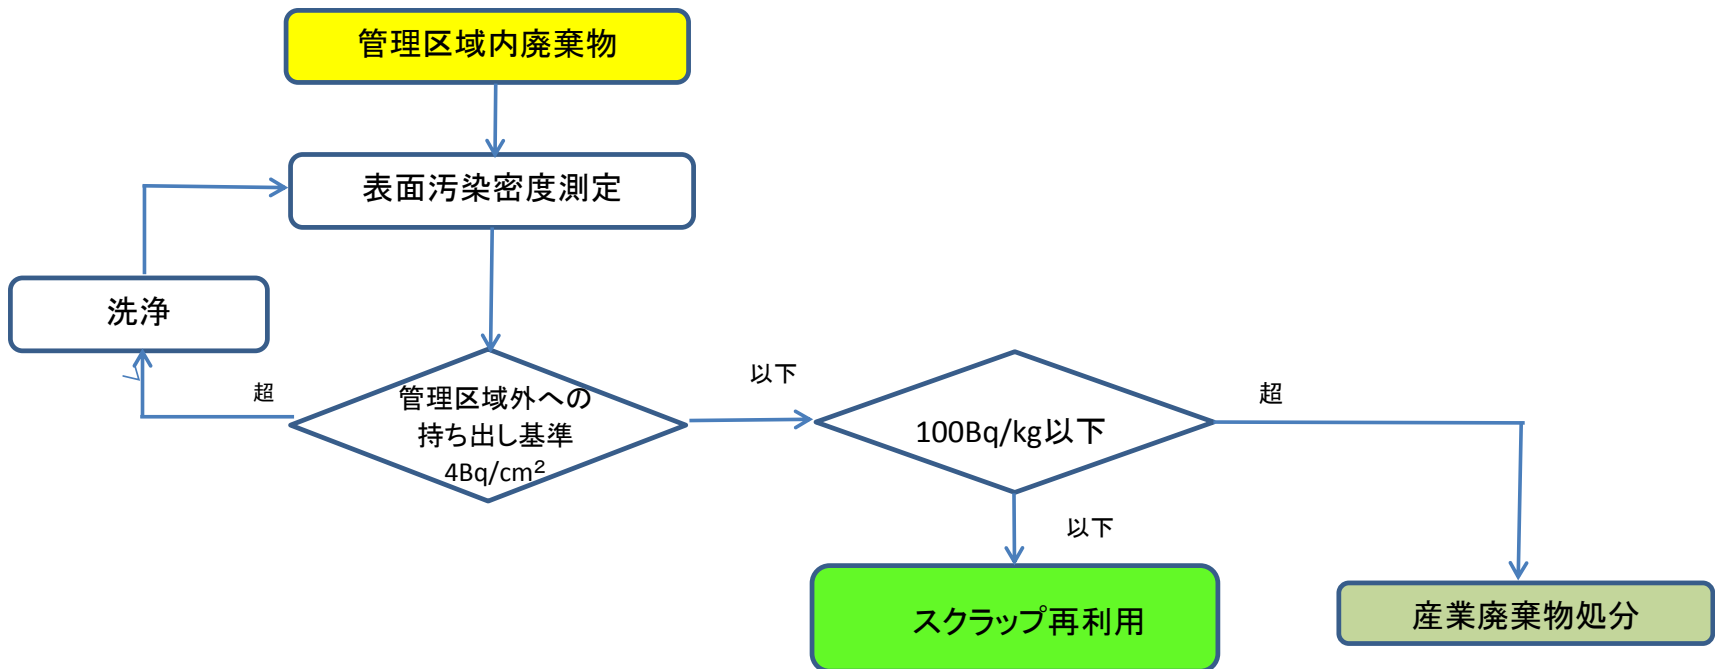 管理区域内廃棄物
表面汚染密度測定
洗浄
超
管理区域外への
持ち出し基準
4Bq/cm²
以下
100Bq/kg以下
超
以下
スクラップ再利用
産業廃棄物処分